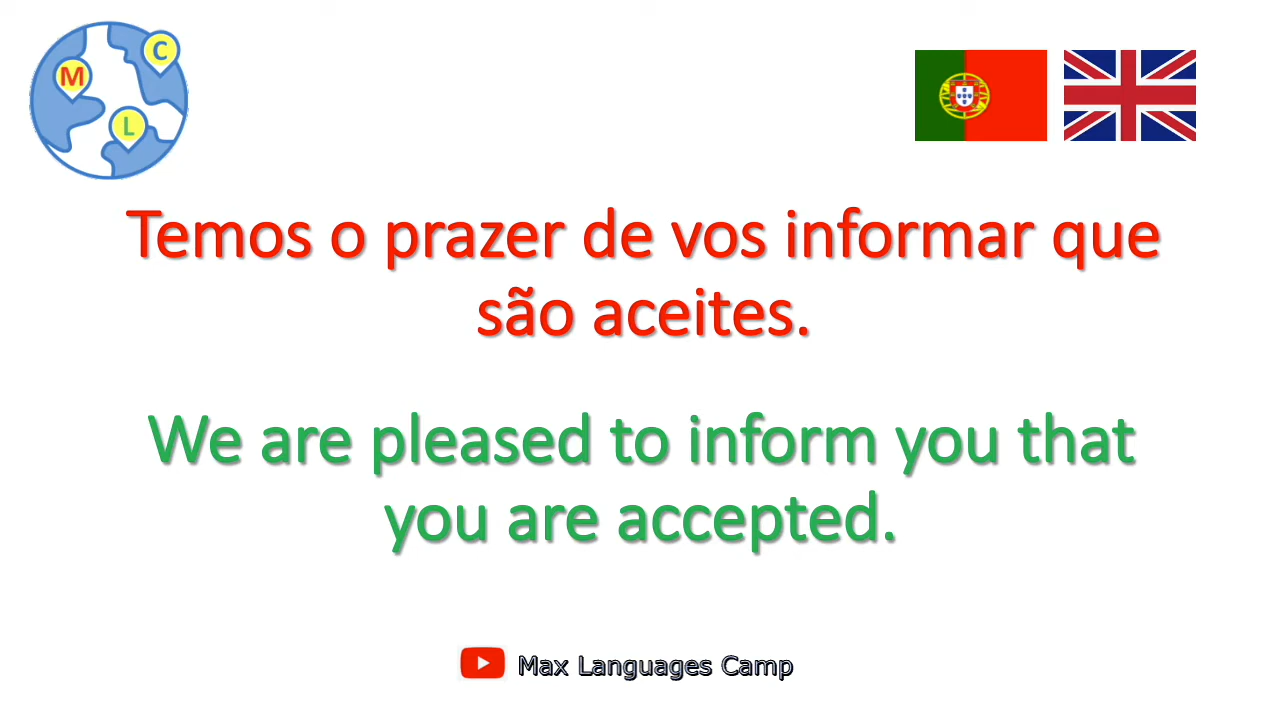 M
C
L
Temos o prazer de vos informar que
são aceites.
We are pleased to inform you that
you are accepted.
Max Languages Camp